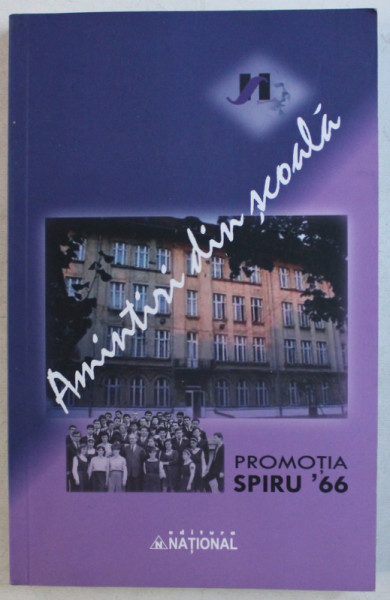 Amintiri din școală
PROMOȚIA
SPIRU '66
editura
NAȚIONAL